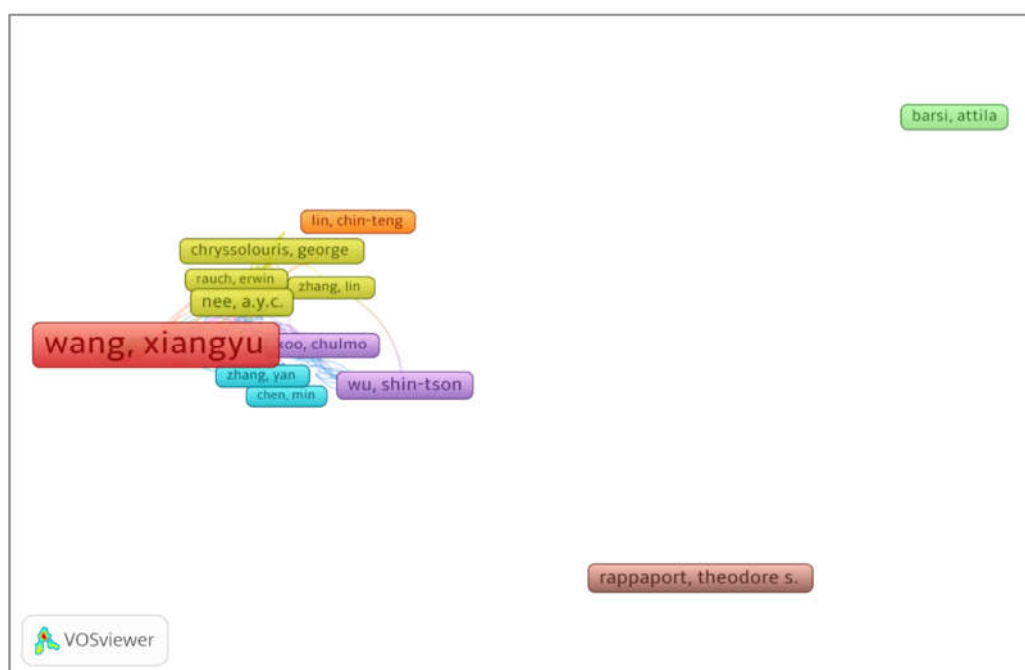 barsi, attila
lin, chin-teng
chryssolouris, george
rauch, erwin
zhang, lin
nee, a.y.c.
wang, xiangyu
koo, chulmo
zhang, yan
wu, shin-tson
chen, min
rappaport, theodore s.
VOSviewer